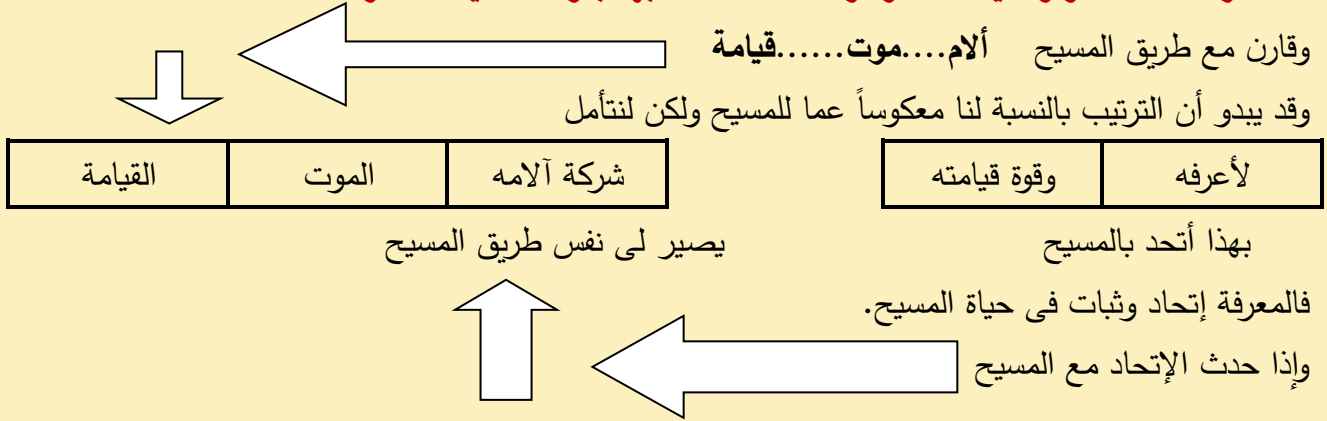 وقارن مع طريق المسيح ألام....موت......قيامة
وقد يبدو أن الترتيب بالنسبة لنا معكوساً عما للمسيح ولكن لنتأمل
لأعرفه وقوة قيامته شركة آلامه الموت القيامة
بهذا أتحد بالمسيح يصير لى نفس طريق المسيح
فالمعرفة إتحاد وثبات فى حياة المسيح.
وإذا حدث الإتحاد مع المسيح